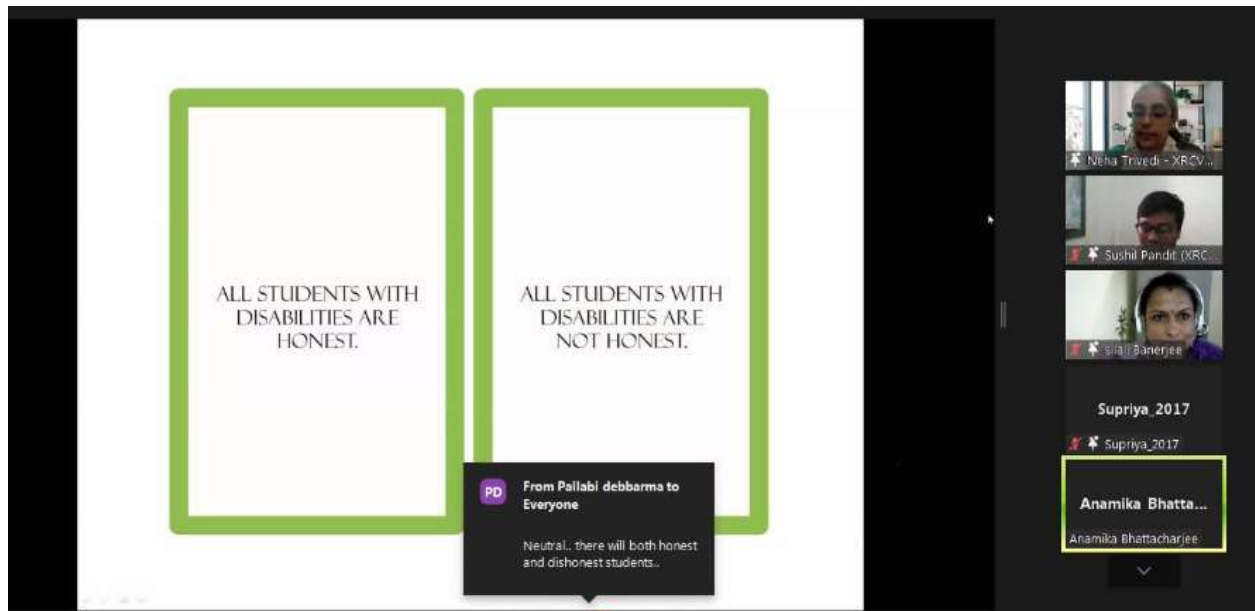 ALL STUDENTS WITH
DISABILITIES ARE
HONEST.
ALL STUDENTS WITH
DISABILITIES ARE
NOT HONEST.
PD
From Pallabi debbarma to
Everyone
Neutral.. there will both honest
and dishonest students..
Neha Trivedi - XRCV...
Sushil Pandit (XRC...
Banerjee
Supriya_2017
Supriya_2017
Anamika Bhatta...
Anamika Bhattacharjee